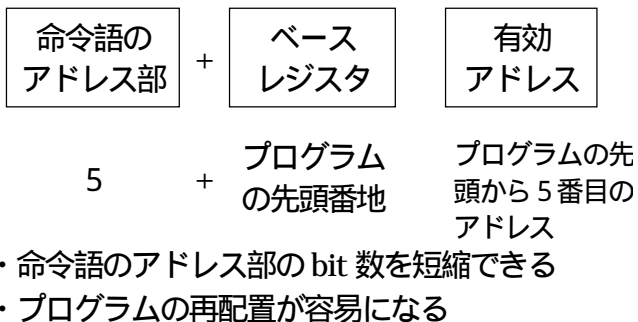 命令語の
アドレス部
+
ベース
レジスタ
有効
アドレス
5
+
プログラム
の先頭番地
プログラムの先
頭から5番目の
アドレス
・命令語のアドレス部の bit 数を短縮できる
・プログラムの再配置が容易になる